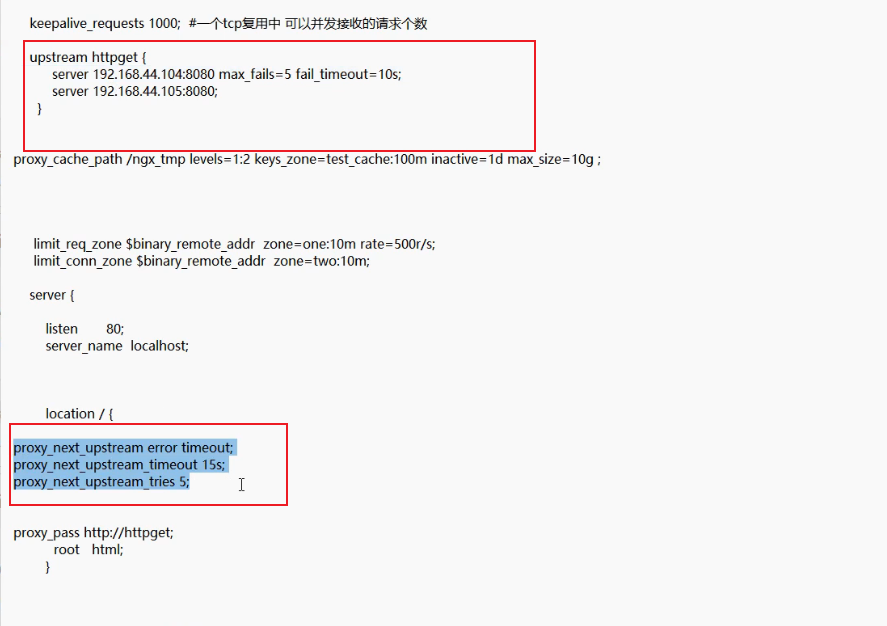 keepalive_requests 1000;  #一个tcp复用中 可以并发接收的请求个数
upstream httpget {
server 192.168.44.104:8080 max_fails=5 fail_timeout=10s;
server 192.168.44.105:8080;
}
proxy_cache_path /ngx_tmp levels=1:2 keys_zone=test_cache:100m inactive=1d max_size=10g ;
limit_req_zone $binary_remote_addr  zone=one:10m rate=500r/s;
limit_conn_zone $binary_remote_addr  zone=two:10m;
server {
listen       80;
server_name  localhost;
location / {
proxy_next_upstream error timeout;
proxy_next_upstream_timeout 15s;
proxy_next_upstream_tries 5;
proxy_pass http://httpget;
root   html;
}